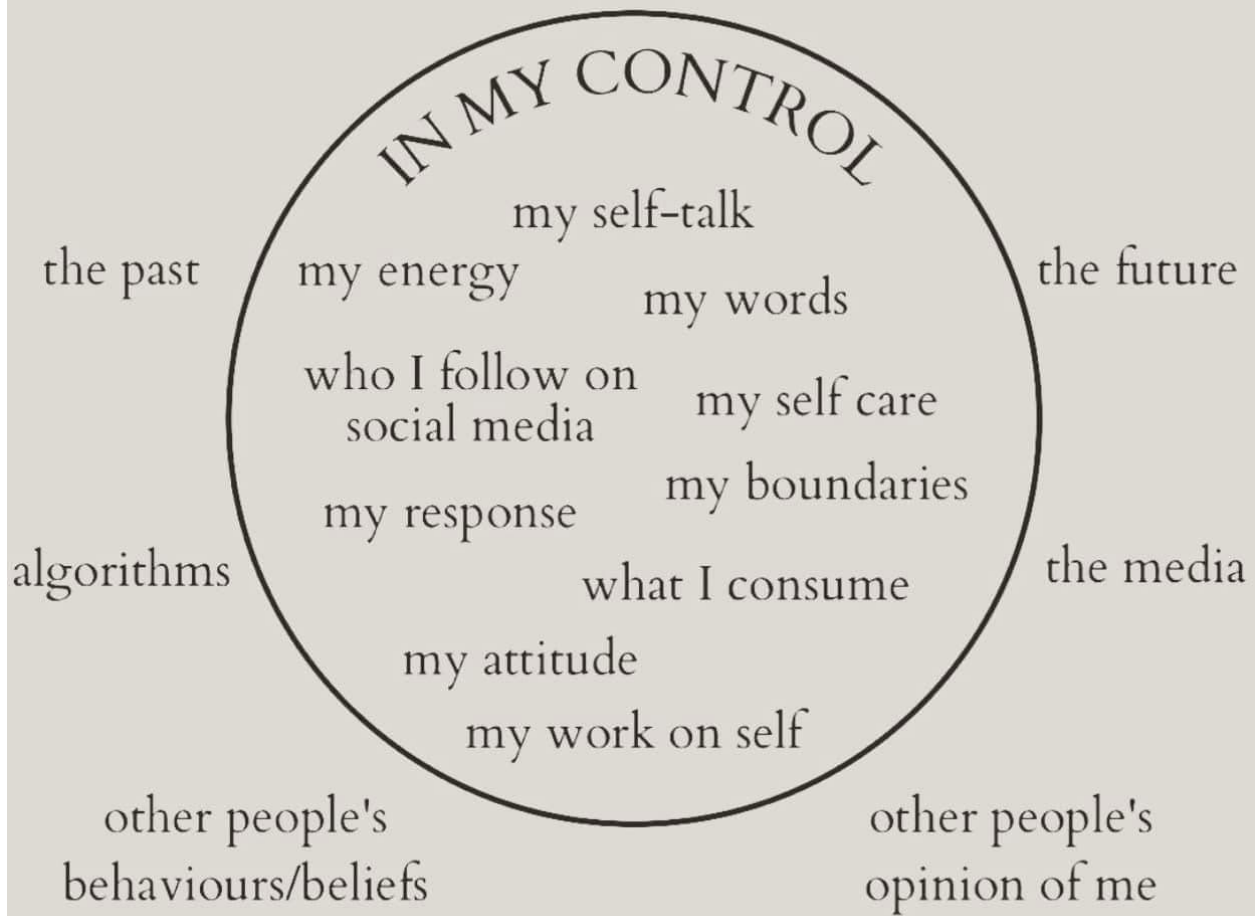 IN MY CONTROL
my self-talk
the past
my energy
my words
the future
who I follow on
social media
my self care
my boundaries
my response
algorithms
what I consume
the media
my attitude
my work on self
other people's
behaviours/beliefs
other people's
opinion of me